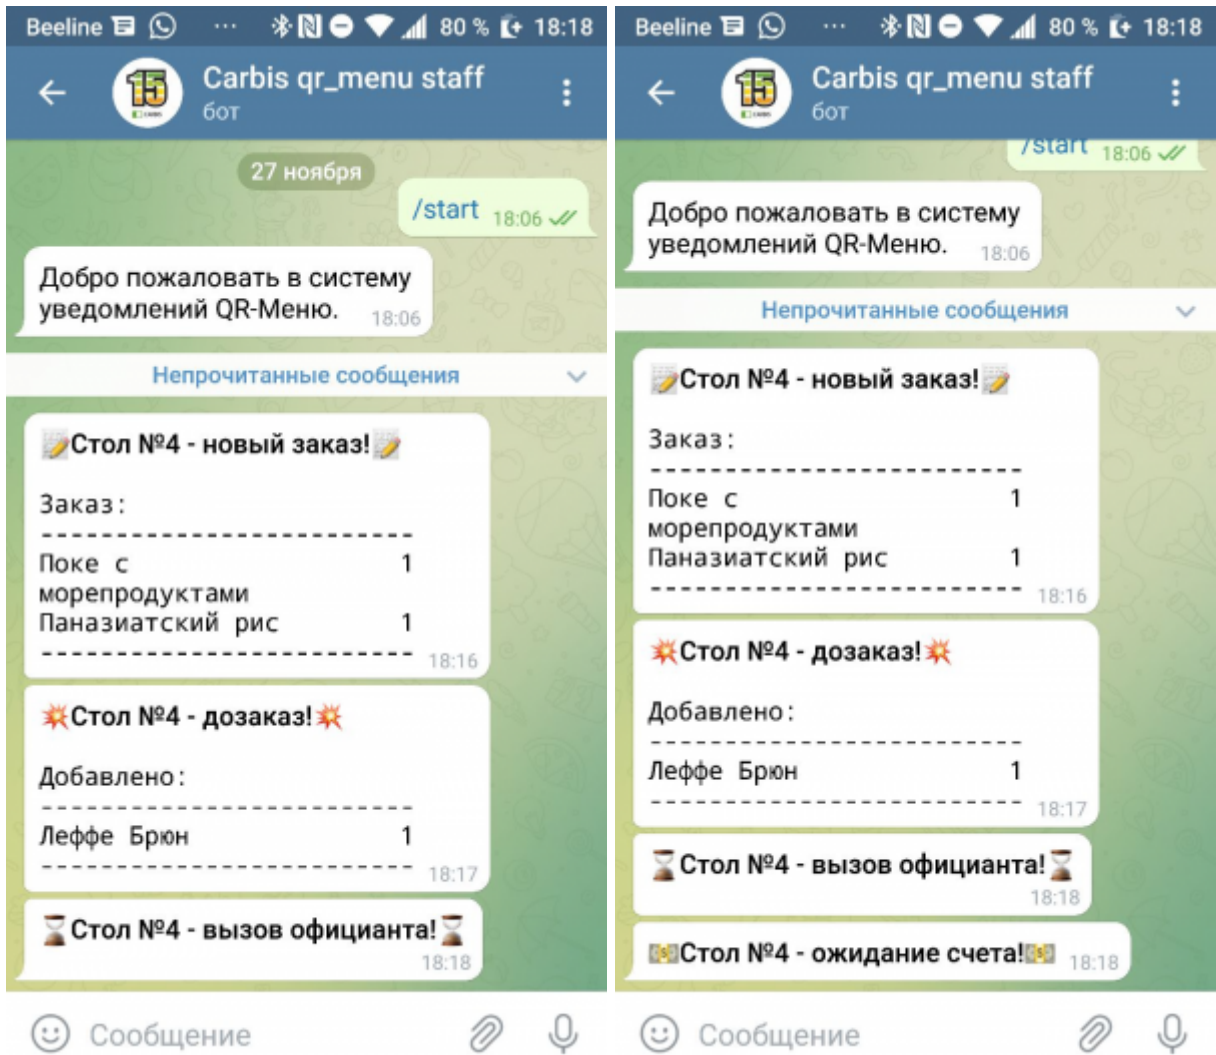 Beeline ... 80 % 18:18
15
CARBIS
Carbis qr_menu staff
бот
27 ноября
/start 18:06
Добро пожаловать в систему
уведомлений QR-Меню. 18:06
Непрочитанные сообщения
Стол №4 - новый заказ!
Заказ:
--------------------------
Поке с 1
морепродуктами
Паназиатский рис 1
-------------------------- 18:16
Стол №4 - дозаказ!
Добавлено:
--------------------------
Леффе Брюн 1
-------------------------- 18:17
Стол №4 - вызов официанта!
18:18
Сообщение
Beeline ... 80 % 18:18
15
CARBIS
Carbis qr_menu staff
бот
/start 18:06
Добро пожаловать в систему
уведомлений QR-Меню. 18:06
Непрочитанные сообщения
Стол №4 - новый заказ!
Заказ:
--------------------------
Поке с 1
морепродуктами
Паназиатский рис 1
-------------------------- 18:16
Стол №4 - дозаказ!
Добавлено:
--------------------------
Леффе Брюн 1
-------------------------- 18:17
Стол №4 - вызов официанта!
18:18
Стол №4 - ожидание счета! 18:18
Сообщение